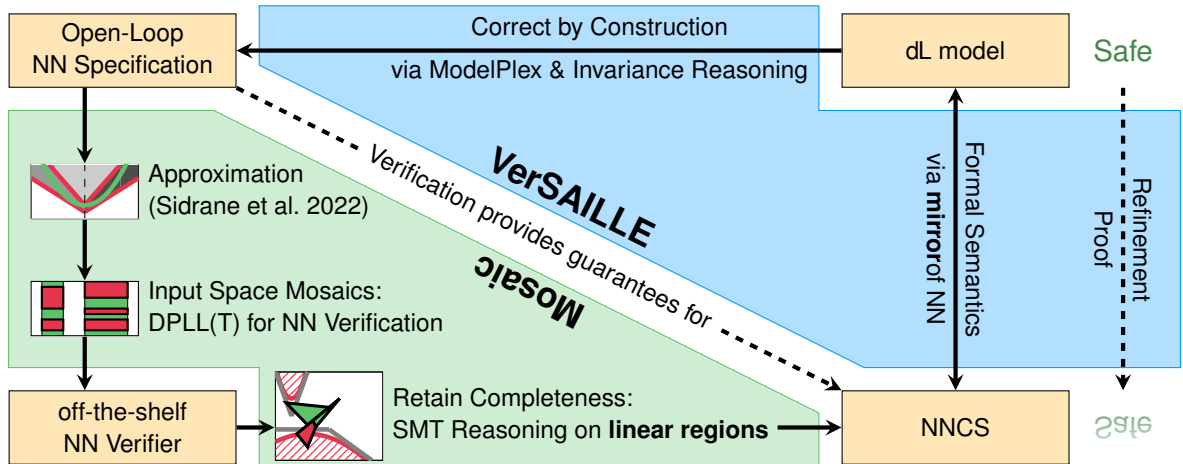 Open-Loop
NN Specification
Correct by Construction
via ModelPlex & Invariance Reasoning
dL model
Safe
Approximation
(Sidrane et al. 2022)
VerSAILLE
Verification provides guarantees for
Mosaic
Formal Semantics
via mirrorof NN
Refinement
Proof
Input Space Mosaics:
DPLL(T) for NN Verification
off-the-shelf
NN Verifier
Retain Completeness:
SMT Reasoning on linear regions
NNCS
Safe